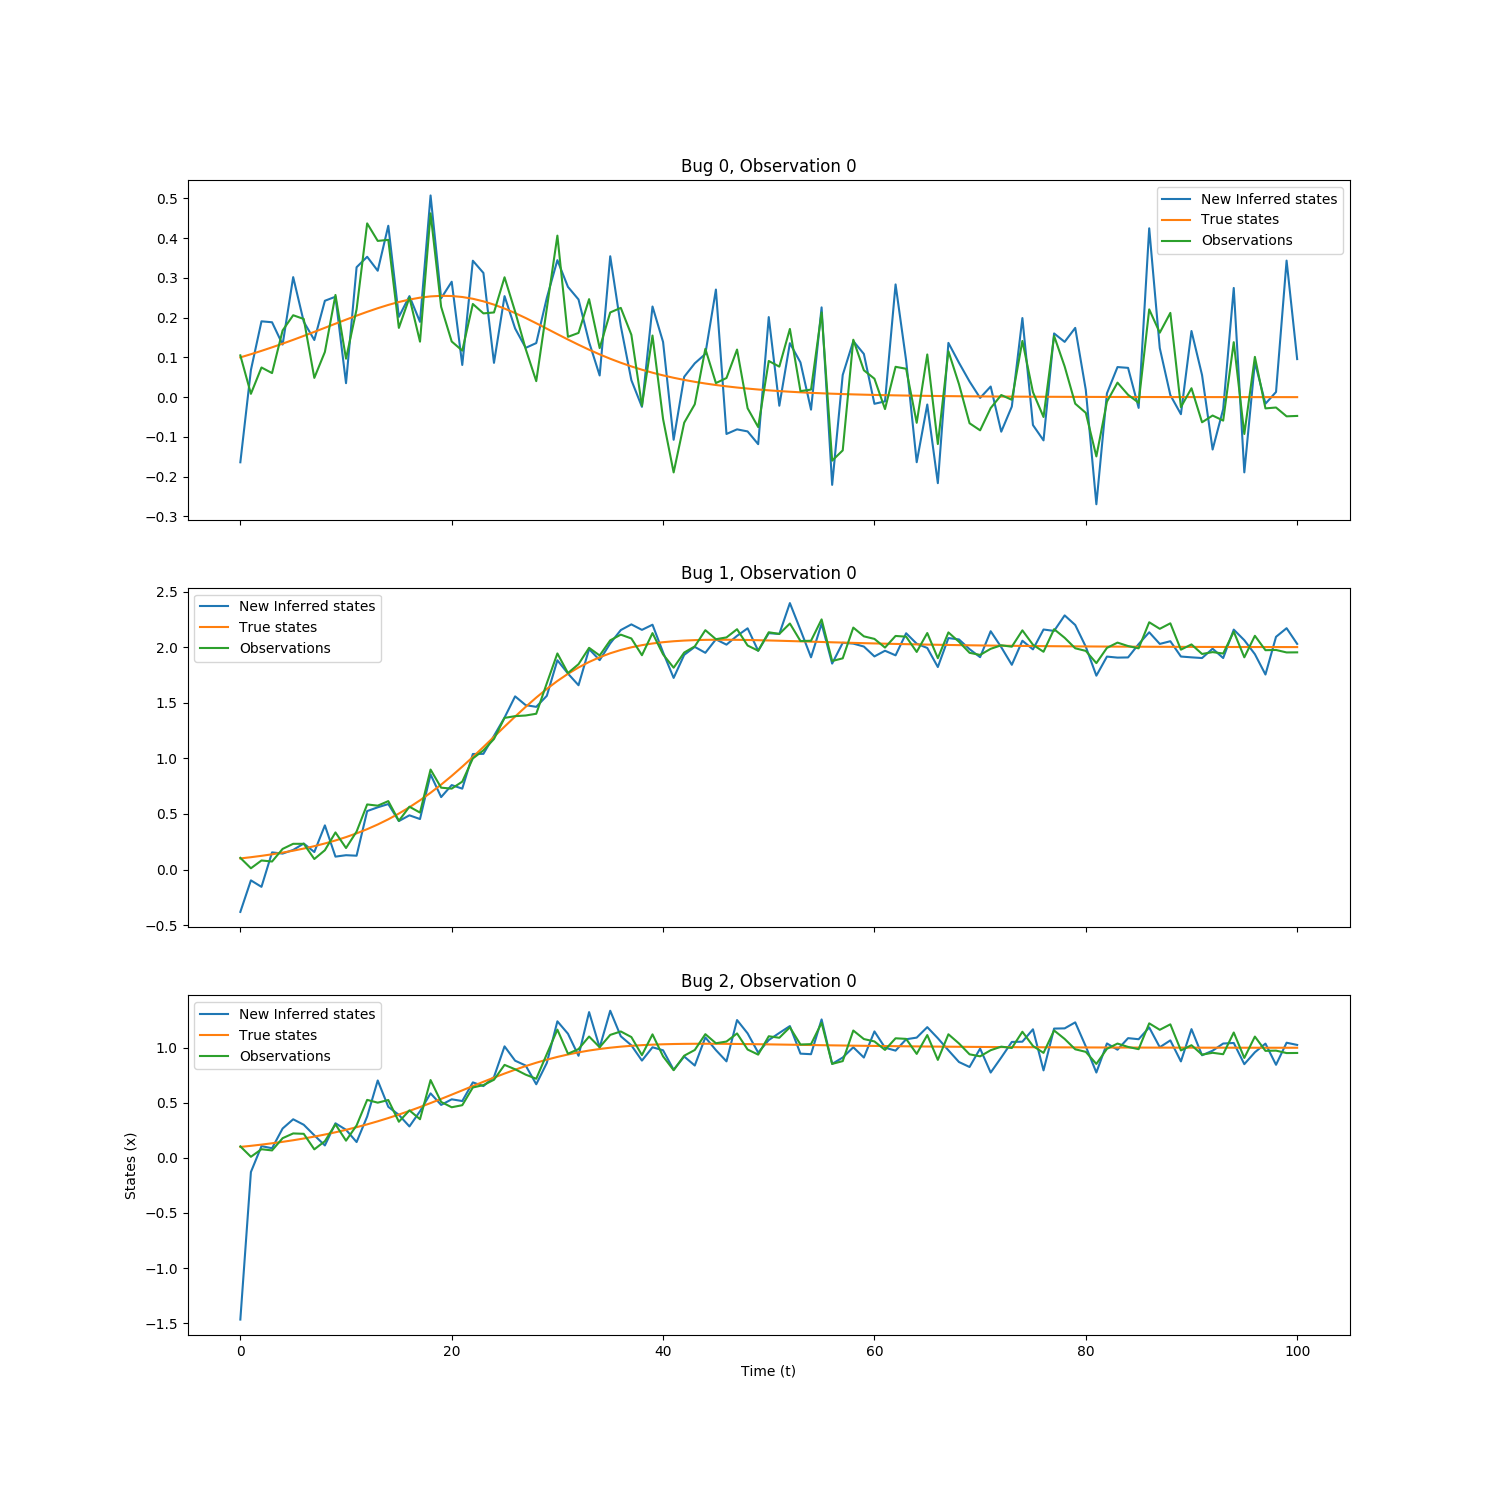 Bug 0, Observation 0
0.5
0.4
0.3
0.2
0.1
0.0
−0.1
−0.2
−0.3
New Inferred states
True states
Observations
Bug 1, Observation 0
2.5
2.0
1.5
1.0
0.5
0.0
−0.5
New Inferred states
True states
Observations
Bug 2, Observation 0
1.0
0.5
0.0
−0.5
−1.0
−1.5
New Inferred states
True states
Observations
States (x)
0 20 40 60 80 100
Time (t)